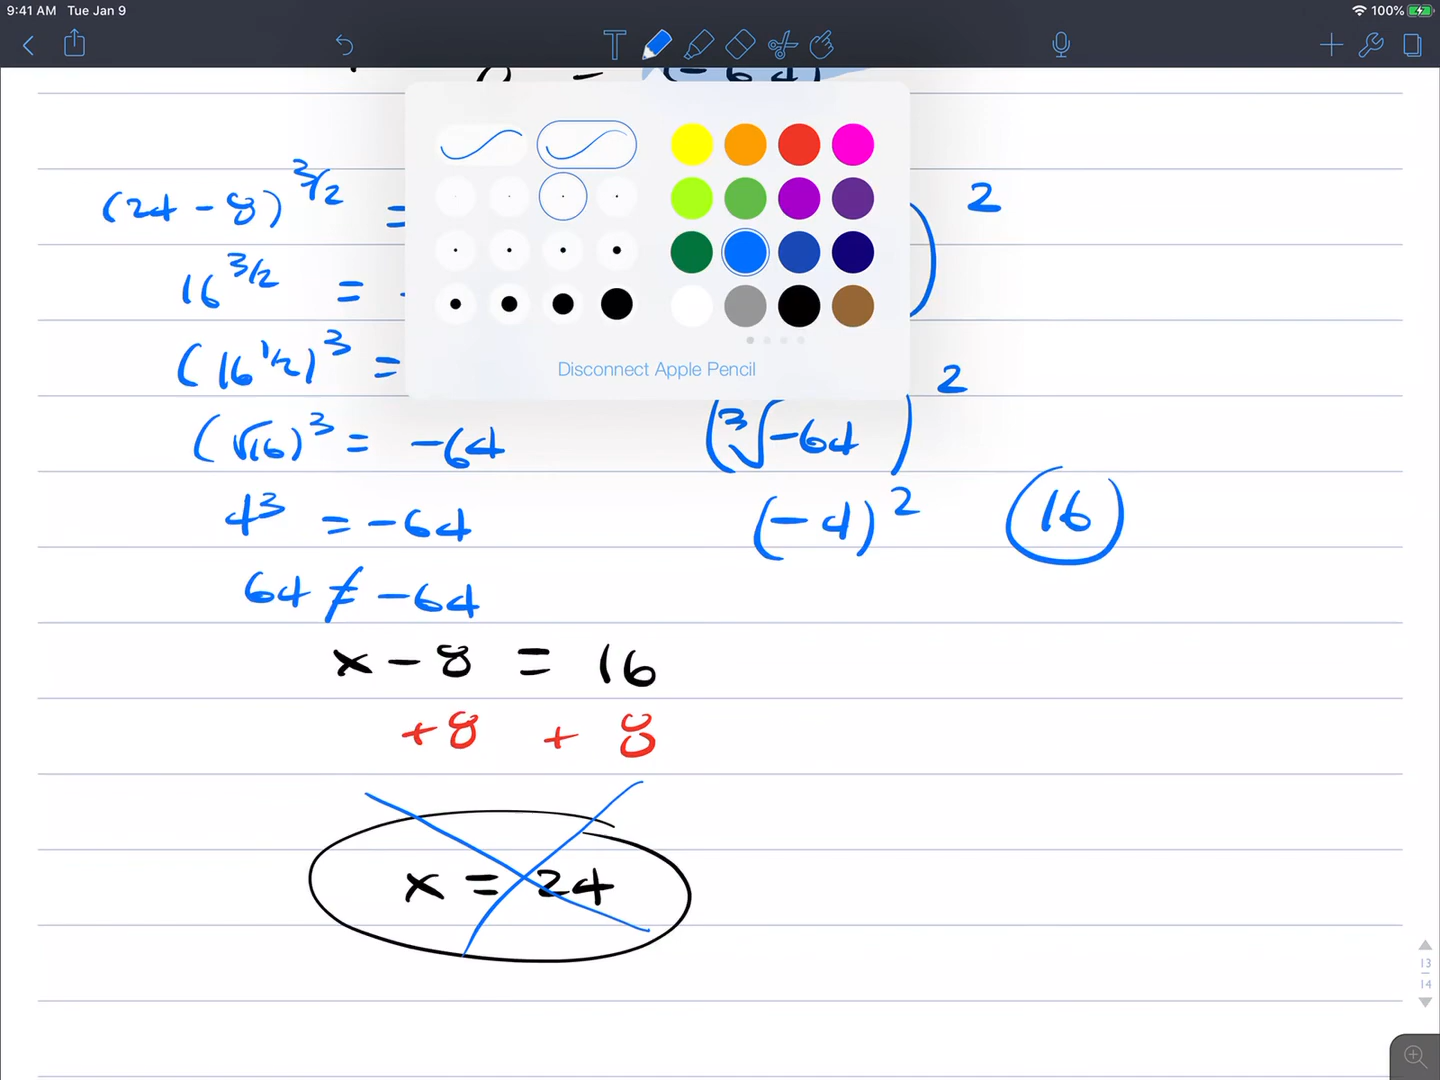 9:41 AM Tue Jan 9
100%
(-64)
(24 - 8)^3/2 =
2
16^3/2 =
(16^1/2)^3 =
2
Disconnect Apple Pencil
(√16)^3 = -64
(∛-64)
4^3 = -64
(-4)^2
16
64 ≠ -64
x - 8 = 16
+8 + 8
x = 24
13
14